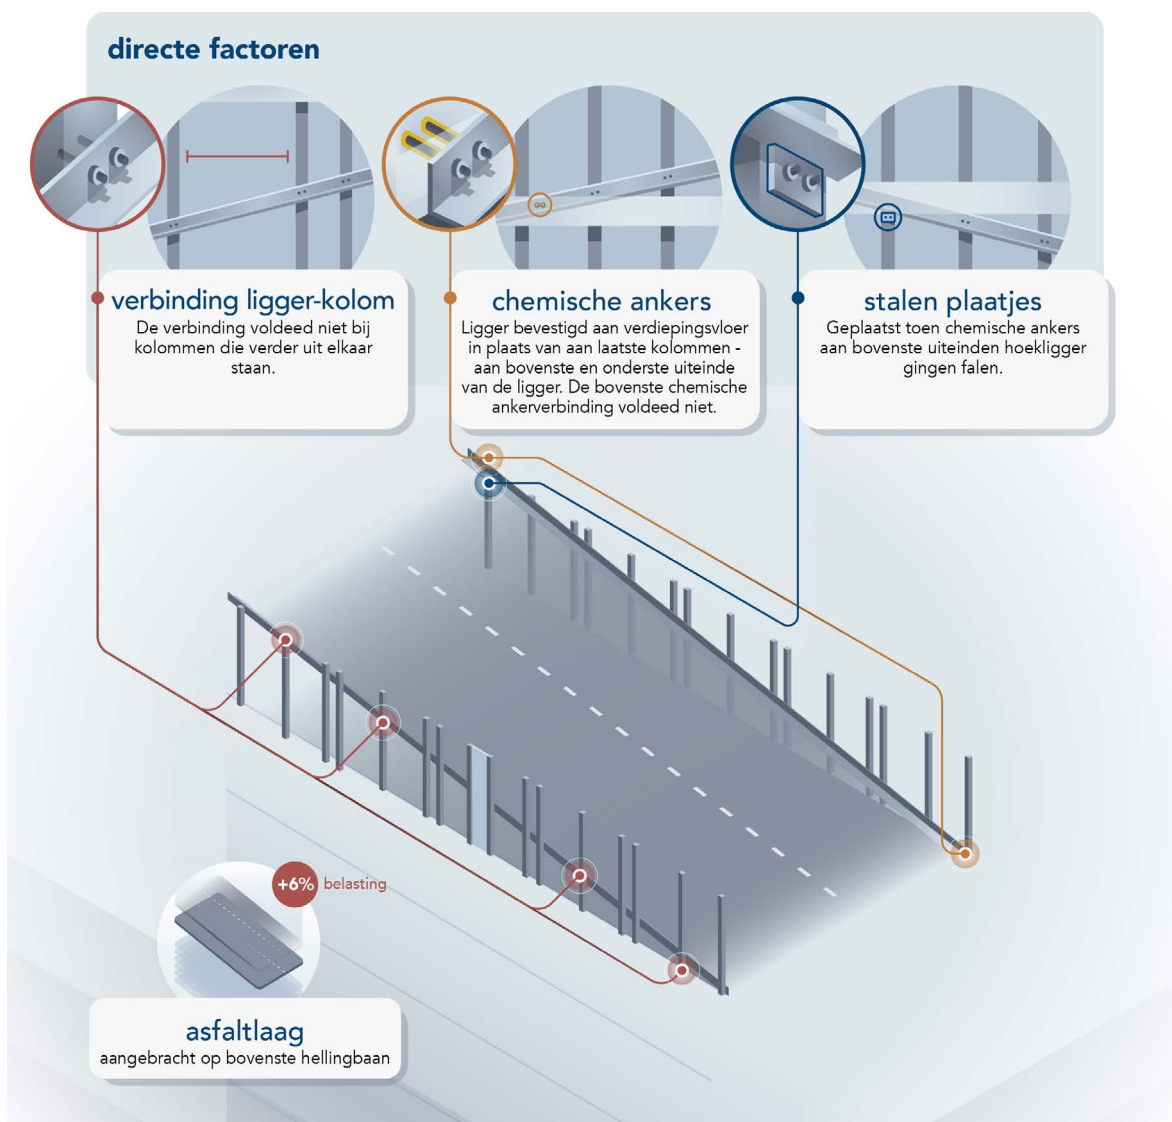 directe factoren
verbinding ligger-kolom
De verbinding voldeed niet bij
kolommen die verder uit elkaar
staan.
chemische ankers
Ligger bevestigd aan verdiepingsvloer
in plaats van aan laatste kolommen -
aan bovenste en onderste uiteinde
van de ligger. De bovenste chemische
ankerverbinding voldeed niet.
stalen plaatjes
Geplaatst toen chemische ankers
aan bovenste uiteinden hoekligger
gingen falen.
+6% belasting
asfaltlaag
aangebracht op bovenste hellingbaan